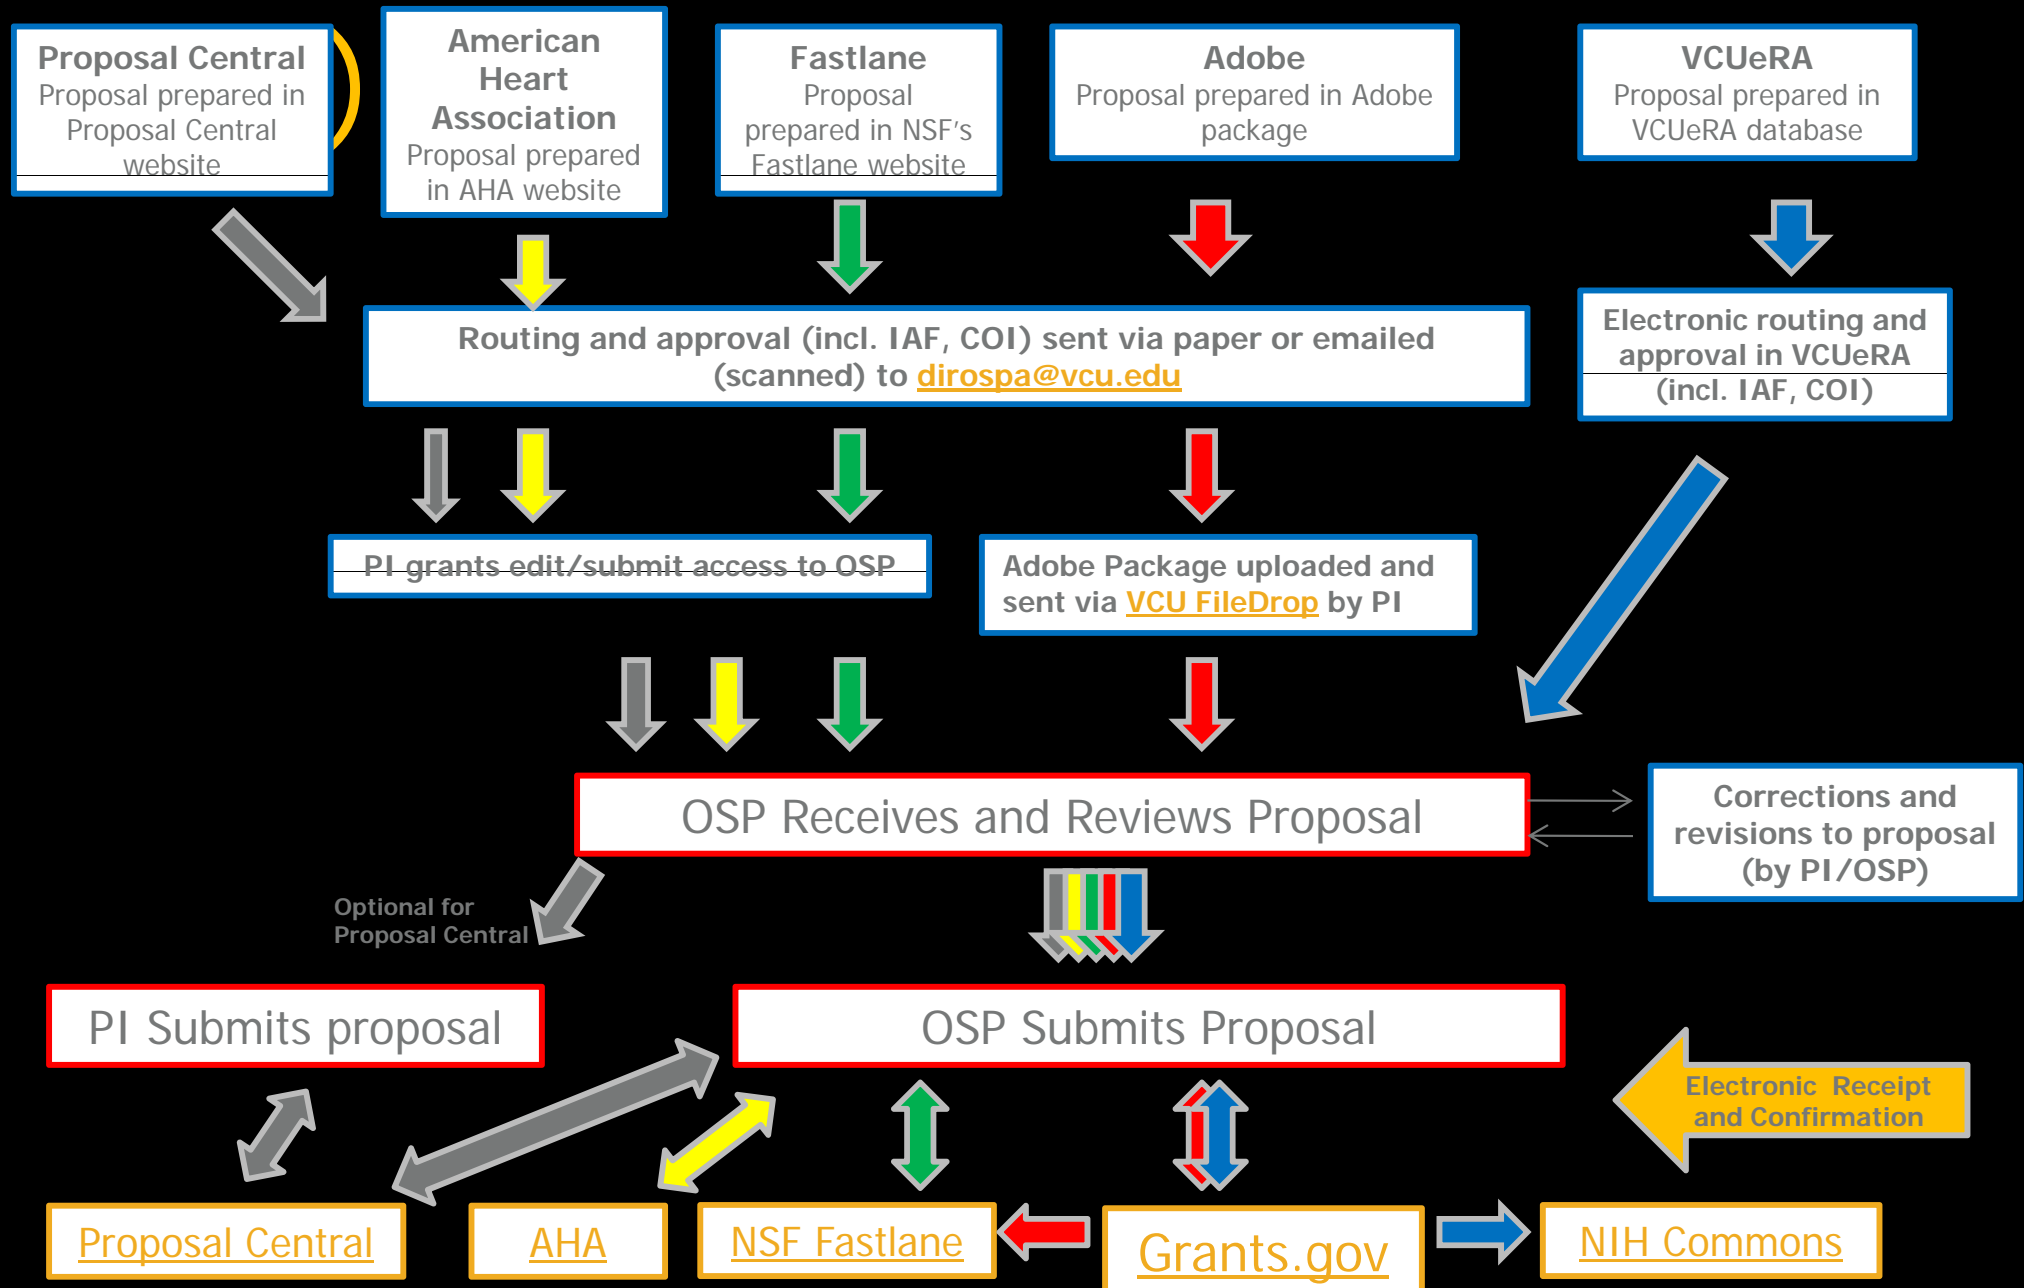 Proposal Central
Proposal prepared in
Proposal Central
website
American
Heart
Association
Proposal prepared
in AHA website
Fastlane
Proposal
prepared in NSF's
Fastlane website
Adobe
Proposal prepared in Adobe
package
VCUeRA
Proposal prepared in
VCUeRA database
Routing and approval (incl. IAF, COI) sent via paper or emailed
(scanned) to dirospa@vcu.edu
Electronic routing and
approval in VCUeRA
(incl. IAF, COI)
PI grants edit/submit access to OSP
Adobe Package uploaded and
sent via VCU FileDrop by PI
OSP Receives and Reviews Proposal
Corrections and
revisions to proposal
(by PI/OSP)
Optional for
Proposal Central
PI Submits proposal
OSP Submits Proposal
Electronic Receipt
and Confirmation
Proposal Central
AHA
NSF Fastlane
Grants.gov
NIH Commons